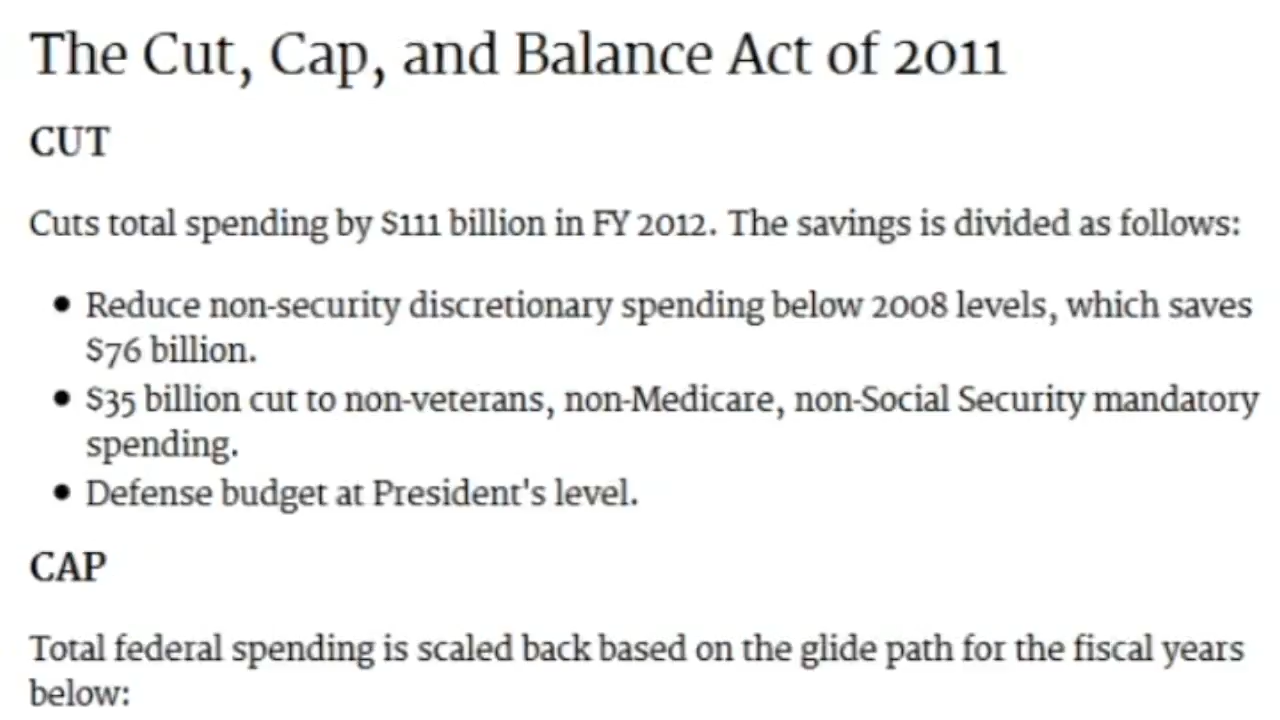 The Cut, Cap, and Balance Act of 2011
CUT
Cuts total spending by $111 billion in FY 2012. The savings is divided as follows:
• Reduce non-security discretionary spending below 2008 levels, which saves
$76 billion.
• $35 billion cut to non-veterans, non-Medicare, non-Social Security mandatory
spending.
• Defense budget at President's level.
CAP
Total federal spending is scaled back based on the glide path for the fiscal years
below: